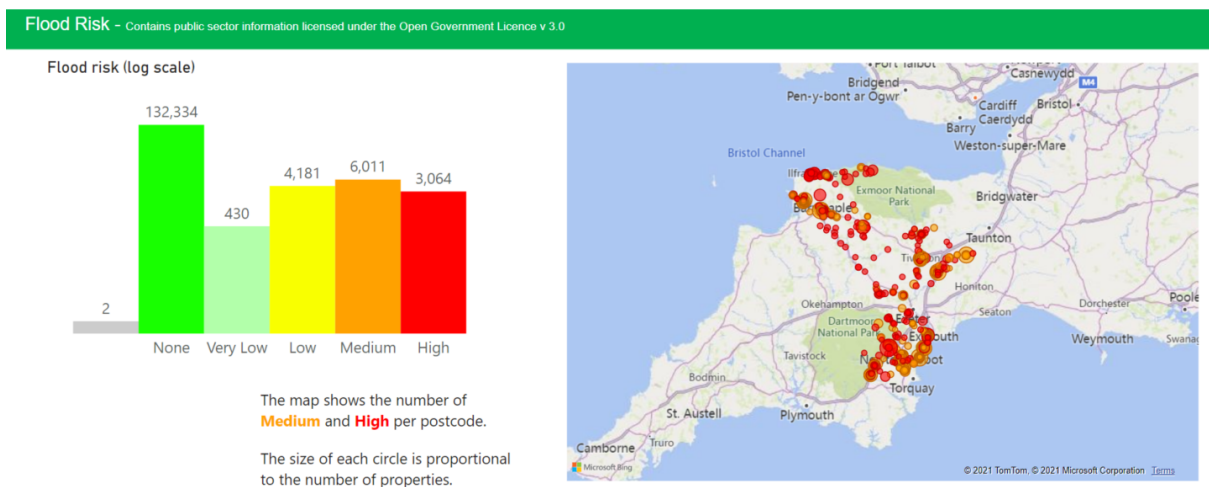 Flood Risk - Contains public sector information licensed under the Open Government Licence v 3.0
Flood risk (log scale)
132,334
6,011
4,181
3,064
430
2
None Very Low Low Medium High
The map shows the number of
Medium and High per postcode.
The size of each circle is proportional
to the number of properties.
Port Talbot
Casnewydd
Bridgend
Pen-y-bont ar Ogwr
M4
Cardiff
Caerdydd
Bristol
Barry
Weston-super-Mare
Bristol Channel
Exmoor National
Park
Bridgwater
Taunton
Honiton
Okehampton
Dorchester
Poole
Seaton
Dartmoor
National Park
Weymouth
Tavistock
Torquay
Bodmin
St. Austell
Plymouth
Truro
Camborne
Microsoft Bing
© 2021 TomTom, © 2021 Microsoft Corporation Terms